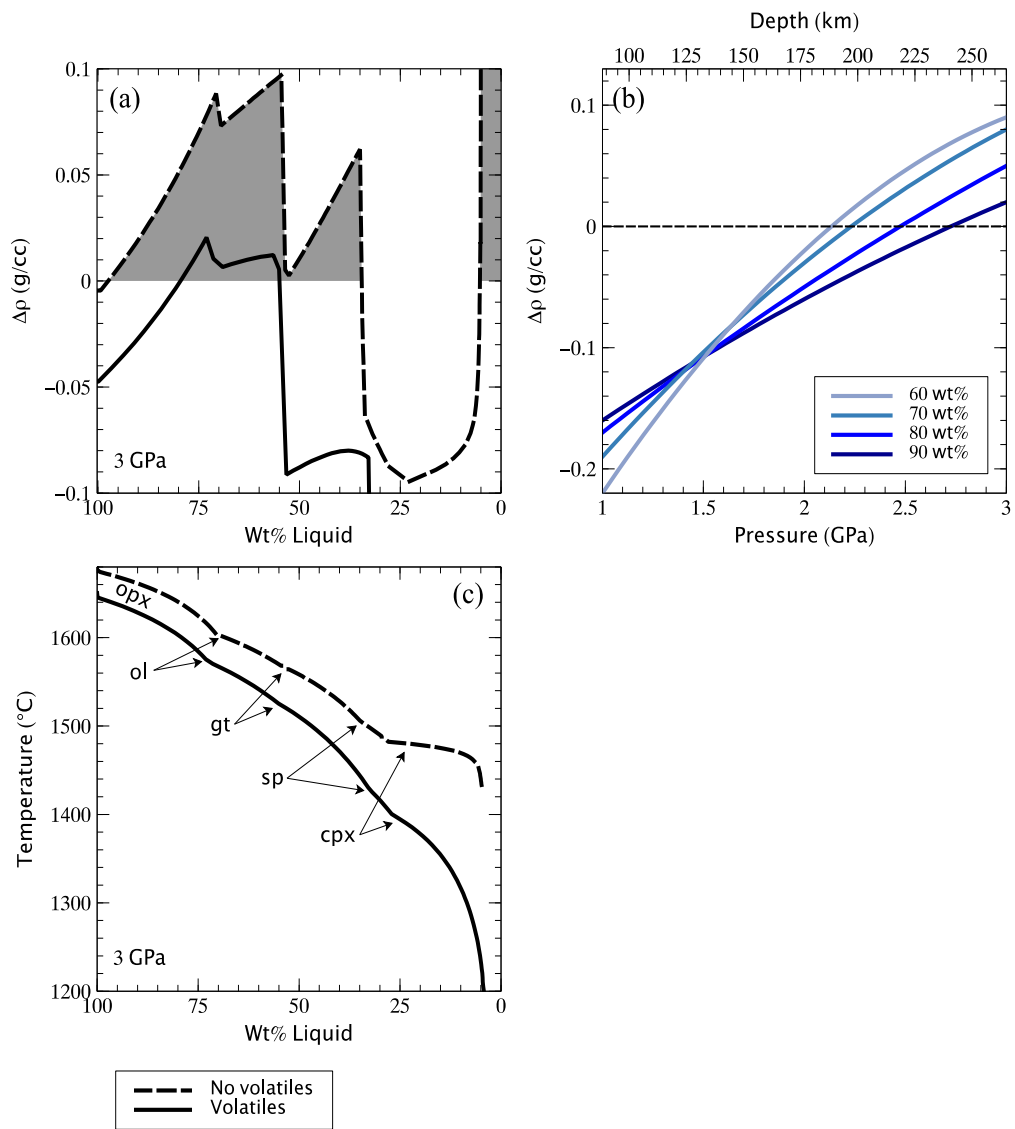 Depth (km)
100 125 150 175 200 225 250
(a)
0.1
0.05
0
−0.05
−0.1
Δρ (g/cc)
3 GPa
100 75 50 25 0
Wt% Liquid
(b)
0.1
0
−0.1
−0.2
Δρ (g/cc)
60 wt%
70 wt%
80 wt%
90 wt%
1 1.5 2 2.5 3
Pressure (GPa)
(c)
opx
ol
gt
sp
cpx
1600
1500
1400
1300
1200
Temperature (°C)
3 GPa
100 75 50 25 0
Wt% Liquid
No volatiles
Volatiles